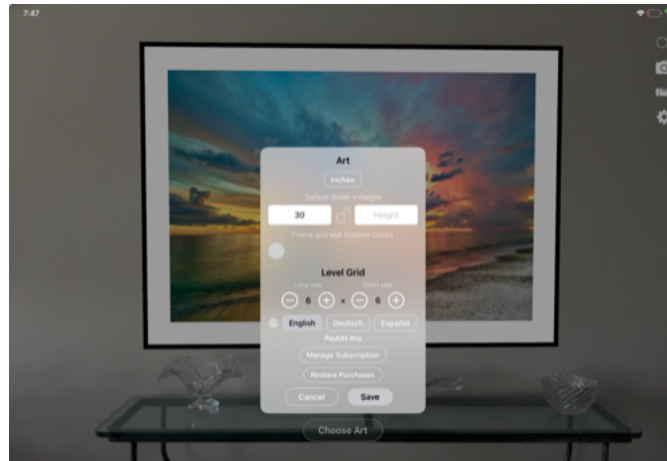 7:47
Art
Inches
Default Width x Height
30 Height
Frame and Mat Custom Colors
Level Grid
Long side Short side
6 × 6
English Deutsch Español
PinARt Pro
Manage Subscription
Restore Purchases
Cancel Save
Choose Art